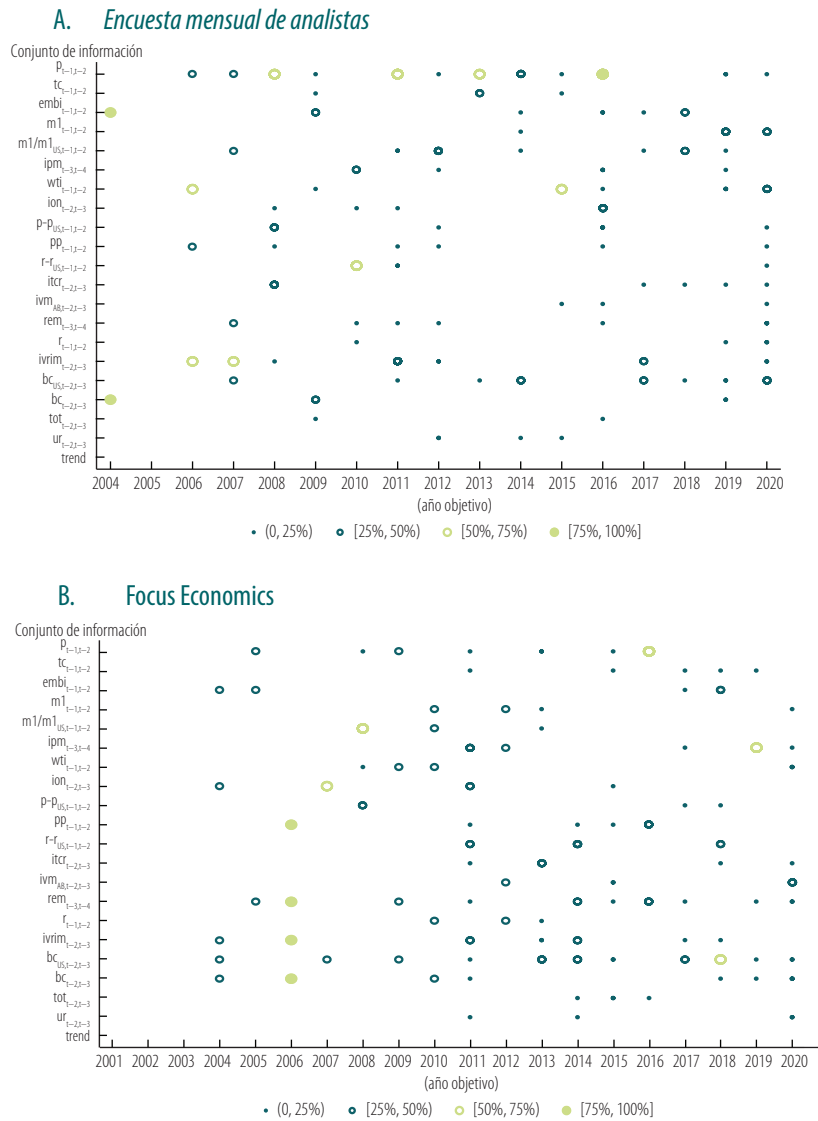 A. Encuesta mensual de analistas
Conjunto de información
p t−1,t−2
tc t−1,t−2
embi t−1,t−2
m1 t−1,t−2
m1/m1 US,t−1,t−2
ipm t−3,t−4
wti t−1,t−2
ion t−2,t−3
p-p US,t−1,t−2
pp t−1,t−2
r-r US,t−1,t−2
itcr t−2,t−3
ivm AB,t−2,t−3
rem t−3,t−4
r t−1,t−2
ivrim t−2,t−3
bc US,t−2,t−3
bc t−2,t−3
tot t−2,t−3
ur t−2,t−3
trend
2004 2005 2006 2007 2008 2009 2010 2011 2012 2013 2014 2015 2016 2017 2018 2019 2020
(año objetivo)
(0, 25%) [25%, 50%) [50%, 75%) [75%, 100%]
B. Focus Economics
Conjunto de información
p t−1,t−2
tc t−1,t−2
embi t−1,t−2
m1 t−1,t−2
m1/m1 US,t−1,t−2
ipm t−3,t−4
wti t−1,t−2
ion t−2,t−3
p-p US,t−1,t−2
pp t−1,t−2
r-r US,t−1,t−2
itcr t−2,t−3
ivm AB,t−2,t−3
rem t−3,t−4
r t−1,t−2
ivrim t−2,t−3
bc US,t−2,t−3
bc t−2,t−3
tot t−2,t−3
ur t−2,t−3
trend
2001 2002 2003 2004 2005 2006 2007 2008 2009 2010 2011 2012 2013 2014 2015 2016 2017 2018 2019 2020
(año objetivo)
(0, 25%) [25%, 50%) [50%, 75%) [75%, 100%]